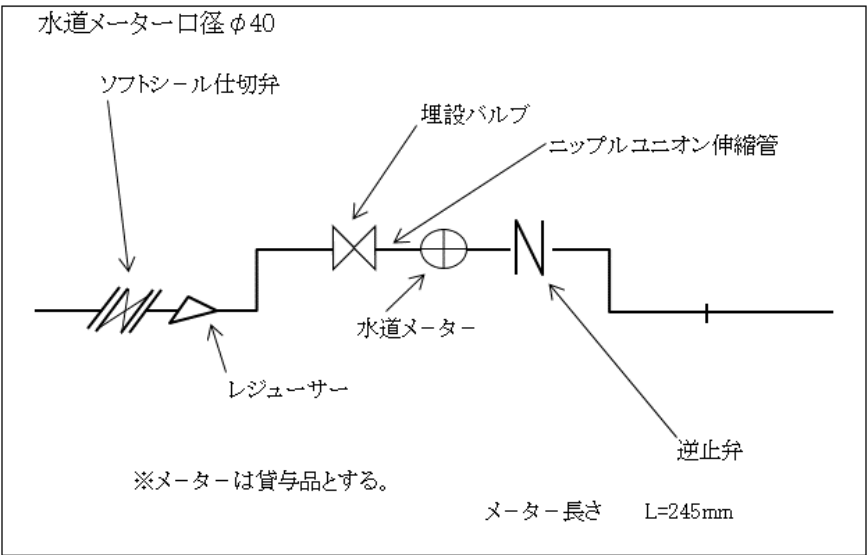 水道メーター口径φ40
ソフトシール仕切弁
埋設バルブ
ニップルユニオン伸縮管
水道メーター
レジューサー
逆止弁
※メーターは貸与品とする。
メーター長さ　L=245mm